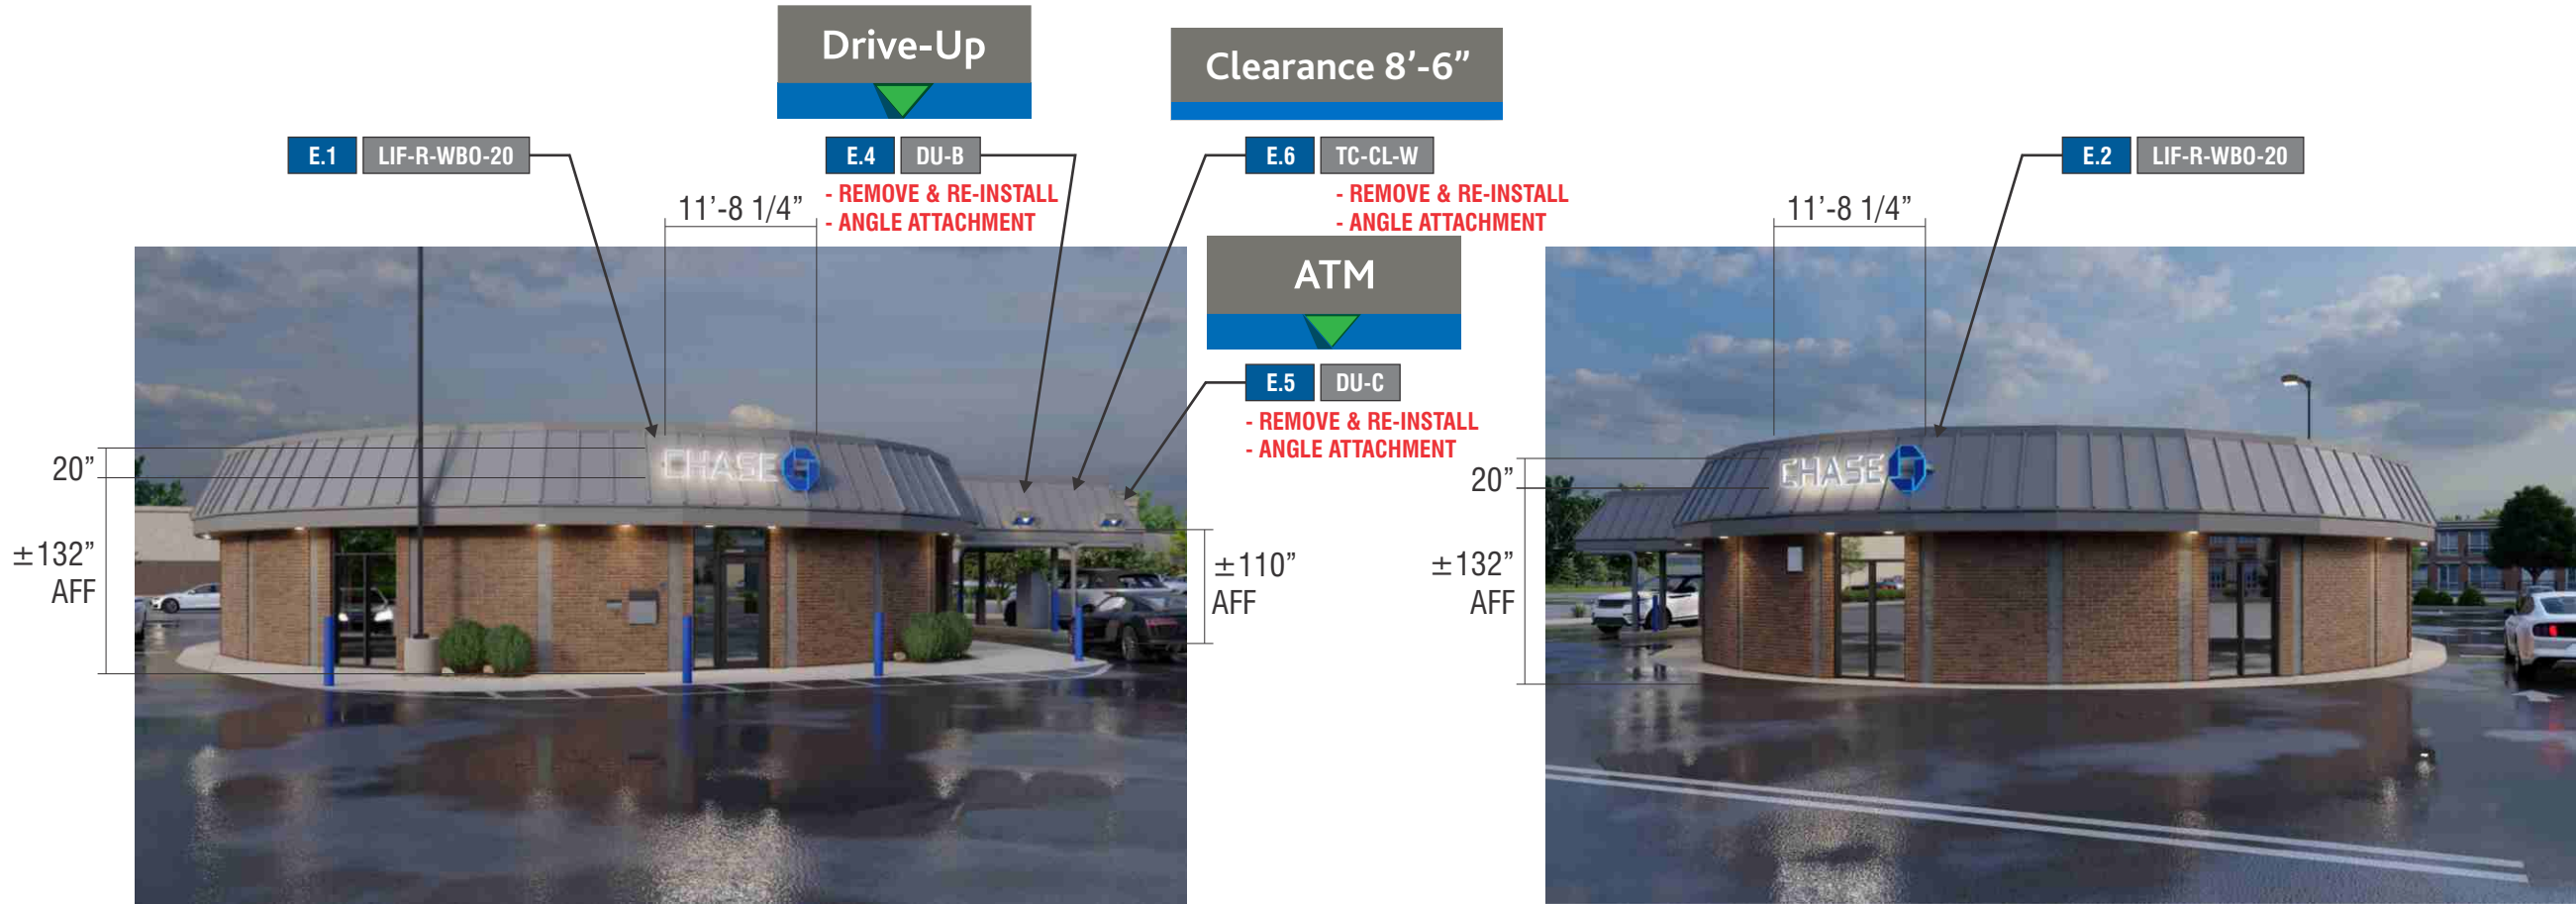 Drive-Up
Clearance 8’-6”
E.1 LIF-R-WBO-20
E.4 DU-B
- REMOVE & RE-INSTALL
- ANGLE ATTACHMENT
E.6 TC-CL-W
- REMOVE & RE-INSTALL
- ANGLE ATTACHMENT
E.2 LIF-R-WBO-20
11’-8 1/4”
11’-8 1/4”
ATM
E.5 DU-C
- REMOVE & RE-INSTALL
- ANGLE ATTACHMENT
CHASE
20”
±132”
AFF
±110”
AFF
CHASE
20”
±132”
AFF